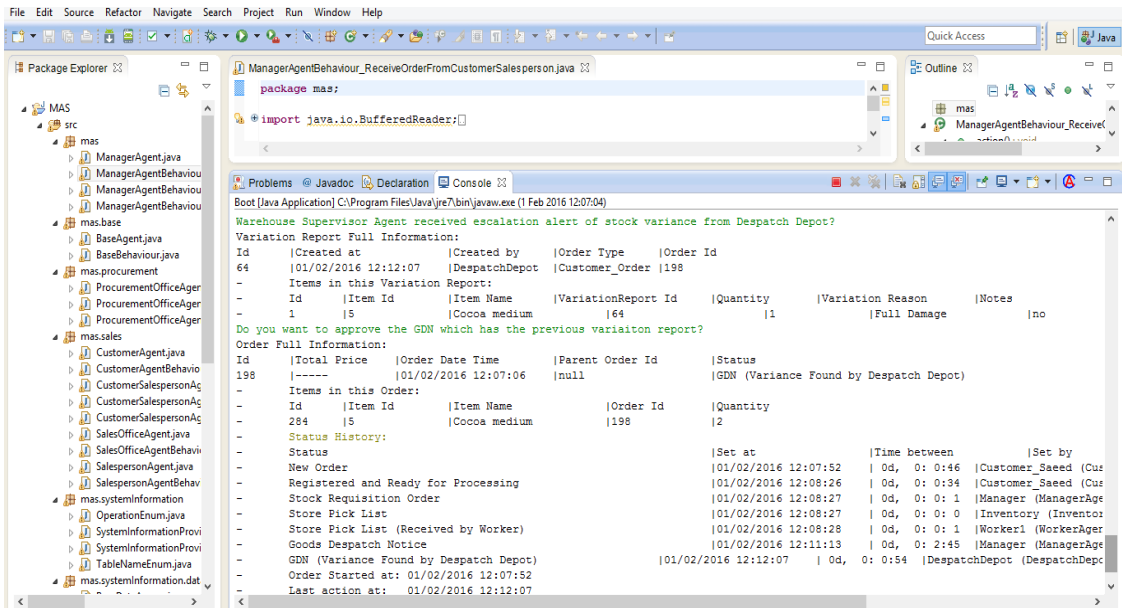 File Edit Source Refactor Navigate Search Project Run Window Help
Quick Access
Java
Package Explorer
MAS
src
mas
ManagerAgent.java
ManagerAgentBehaviou
ManagerAgentBehaviou
ManagerAgentBehaviou
mas.base
BaseAgent.java
BaseBehaviour.java
mas.procurement
ProcurementOfficeAger
ProcurementOfficeAger
ProcurementOfficeAger
mas.sales
CustomerAgent.java
CustomerAgentBehavio
CustomerSalespersonAg
CustomerSalespersonAg
CustomerSalespersonAg
SalesOfficeAgent.java
SalesOfficeAgentBehavi
SalespersonAgent.java
SalespersonAgentBehav
mas.systemInformation
OperationEnum.java
SystemInformationProvi
SystemInformationProvi
TableNameEnum.java
mas.systemInformation.dat
ManagerAgentBehaviour_ReceiveOrderFromCustomerSalesperson.java
package mas;
import java.io.BufferedReader;
Outline
mas
ManagerAgentBehaviour_Receive(
action() : void
Problems @ Javadoc Declaration Console
Boot [Java Application] C:\Program Files\Java\jre7\bin\javaw.exe (1 Feb 2016 12:07:04)
Warehouse Supervisor Agent received escalation alert of stock variance from Despatch Depot?
Variation Report Full Information:
Id |Created at |Created by |Order Type |Order Id
64 |01/02/2016 12:12:07 |DespatchDepot |Customer_Order |198
- Items in this Variation Report:
- Id |Item Id |Item Name |VariationReport Id |Quantity |Variation Reason |Notes
- 1 |5 |Cocoa medium |64 |1 |Full Damage |no
Do you want to approve the GDN which has the previous variaiton report?
Order Full Information:
Id |Total Price |Order Date Time |Parent Order Id |Status
198 |----- |01/02/2016 12:07:06 |null |GDN (Variance Found by Despatch Depot)
- Items in this Order:
- Id |Item Id |Item Name |Order Id |Quantity
- 284 |5 |Cocoa medium |198 |2
- Status History:
- Status |Set at |Time between |Set by
- New Order |01/02/2016 12:07:52 | 0d, 0: 0:46 |Customer_Saeed (Cus
- Registered and Ready for Processing |01/02/2016 12:08:26 | 0d, 0: 0:34 |Customer_Saeed (Cus
- Stock Requisition Order |01/02/2016 12:08:27 | 0d, 0: 0: 1 |Manager (ManagerAge
- Store Pick List |01/02/2016 12:08:27 | 0d, 0: 0: 0 |Inventory (Inventor
- Store Pick List (Received by Worker) |01/02/2016 12:08:28 | 0d, 0: 0: 1 |Worker1 (WorkerAger
- Goods Despatch Notice |01/02/2016 12:11:13 | 0d, 0: 2:45 |Manager (ManagerAge
- GDN (Variance Found by Despatch Depot) |01/02/2016 12:12:07 | 0d, 0: 0:54 |DespatchDepot (DespatchDepc
- Order Started at: 01/02/2016 12:07:52
- Last action at: 01/02/2016 12:12:07